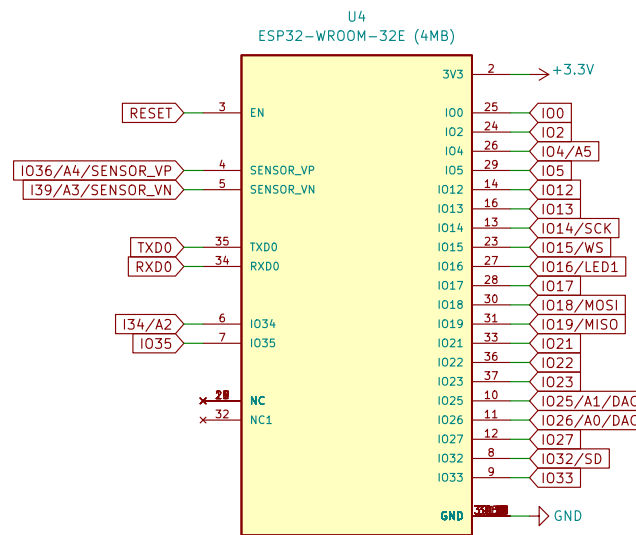 U4
ESP32-WROOM-32E (4MB)
3V3 2 +3.3V
RESET 3 EN
IO0 25 IO0
IO2 24 IO2
IO4 26 IO4/A5
IO36/A4/SENSOR_VP 4 SENSOR_VP
IO5 29 IO5
I39/A3/SENSOR_VN 5 SENSOR_VN
IO12 14 IO12
IO13 16 IO13
IO14 13 IO14/SCK
TXD0 35 TXD0
IO15 23 IO15/WS
RXD0 34 RXD0
IO16 27 IO16/LED1
IO17 28 IO17
IO18 30 IO18/MOSI
I34/A2 6 IO34
IO19 31 IO19/MISO
IO35 7 IO35
IO21 33 IO21
IO22 36 IO22
IO23 37 IO23
NC
IO25 10 IO25/A1/DAC
32 NC1
IO26 11 IO26/A0/DAC
IO27 12 IO27
IO32 8 IO32/SD
IO33 9 IO33
GND GND